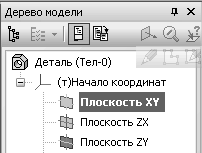 Дерево модели
Деталь (Тел-0)
(т)Начало координат
Плоскость XY
Плоскость ZX
Плоскость ZY